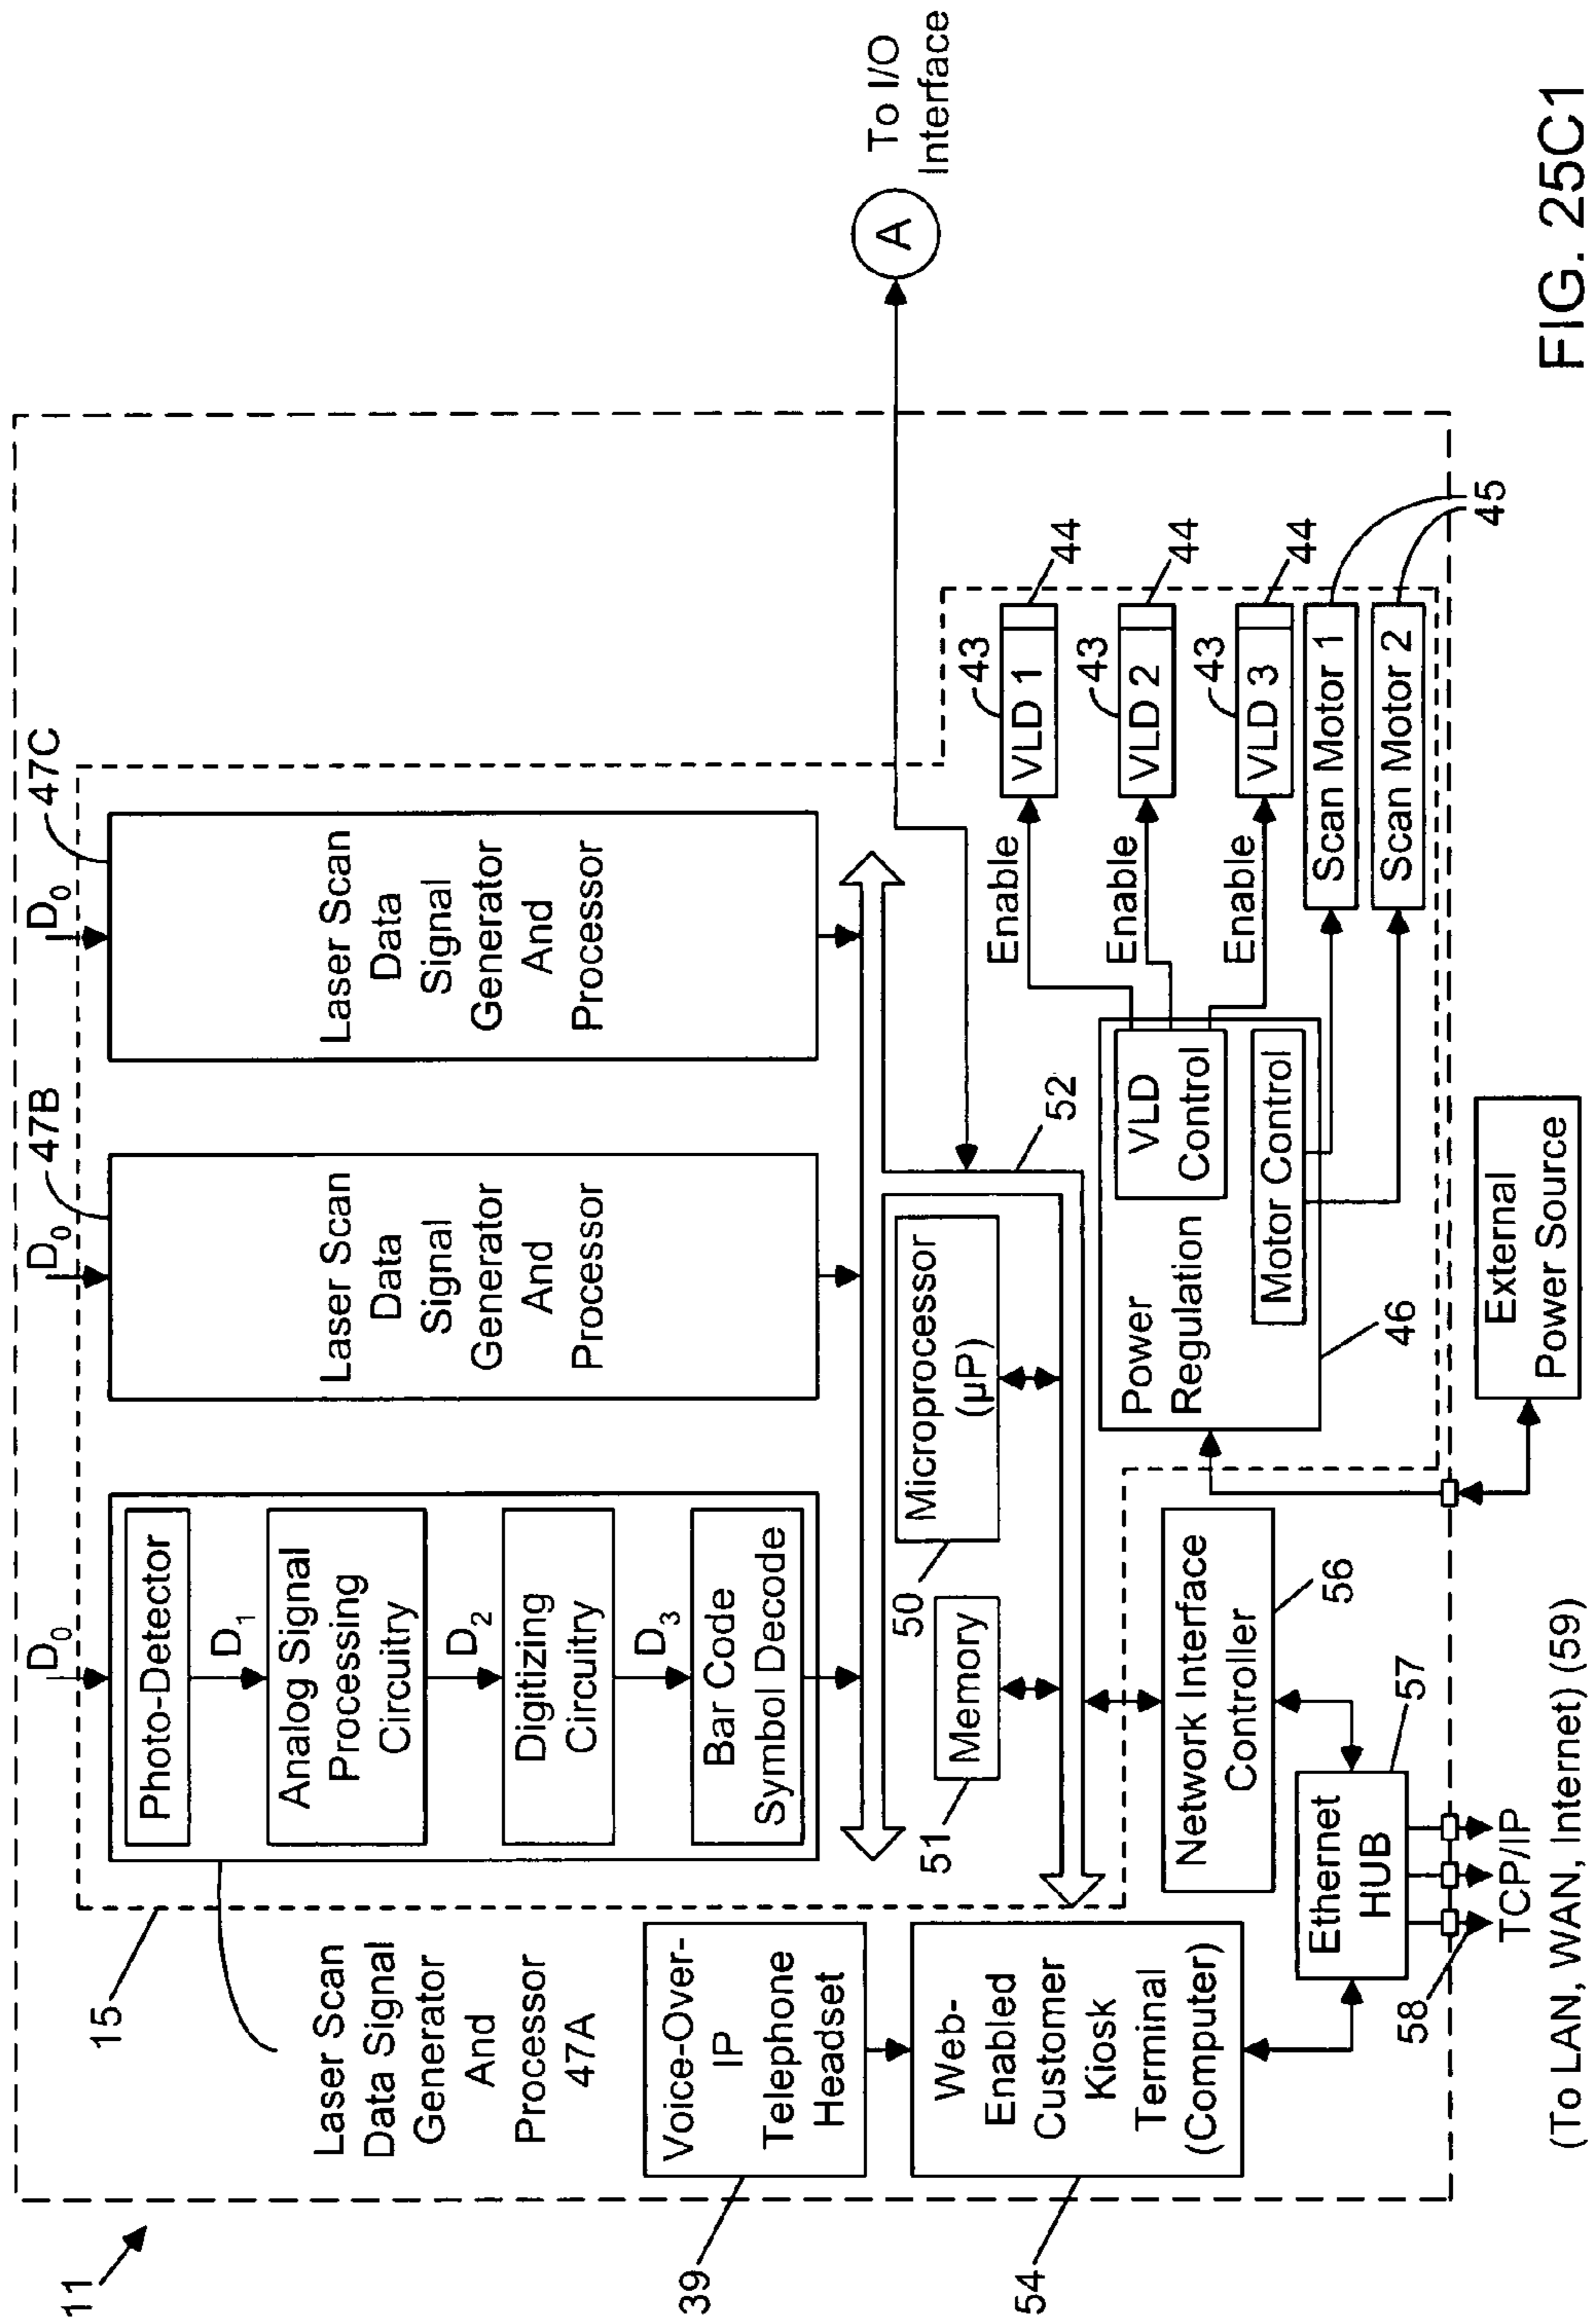 11
15
D0
D0
47B
D0
47C
Photo-Detector
D1
Analog Signal
Processing
Circuitry
D2
Digitizing
Circuitry
D3
Bar Code
Symbol Decode
Laser Scan
Data
Signal
Generator
And
Processor
Laser Scan
Data
Signal
Generator
And
Processor
Laser Scan
Data Signal
Generator
And
Processor
47A
39
Voice-Over-
IP
Telephone
Headset
54
Web-
Enabled
Customer
Kiosk
Terminal
(Computer)
51
Memory
50
Microprocessor
(µP)
52
A
To I/O
Interface
Network Interface
Controller
56
Ethernet
HUB
57
58
TCP/IP
(To LAN, WAN, Internet) (59)
Power
Regulation
VLD
Control
Motor Control
46
Enable
43
VLD 1
44
Enable
43
VLD 2
44
Enable
43
VLD 3
44
Scan Motor 1
Scan Motor 2
45
External
Power Source
FIG. 25C1